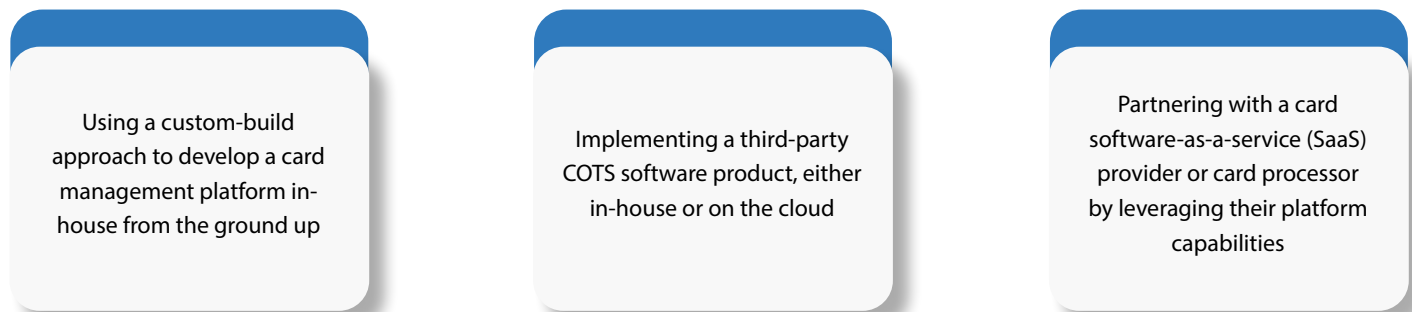 Using a custom-build
approach to develop a card
management platform in-
house from the ground up
Implementing a third-party
COTS software product, either
in-house or on the cloud
Partnering with a card
software-as-a-service (SaaS)
provider or card processor
by leveraging their platform
capabilities